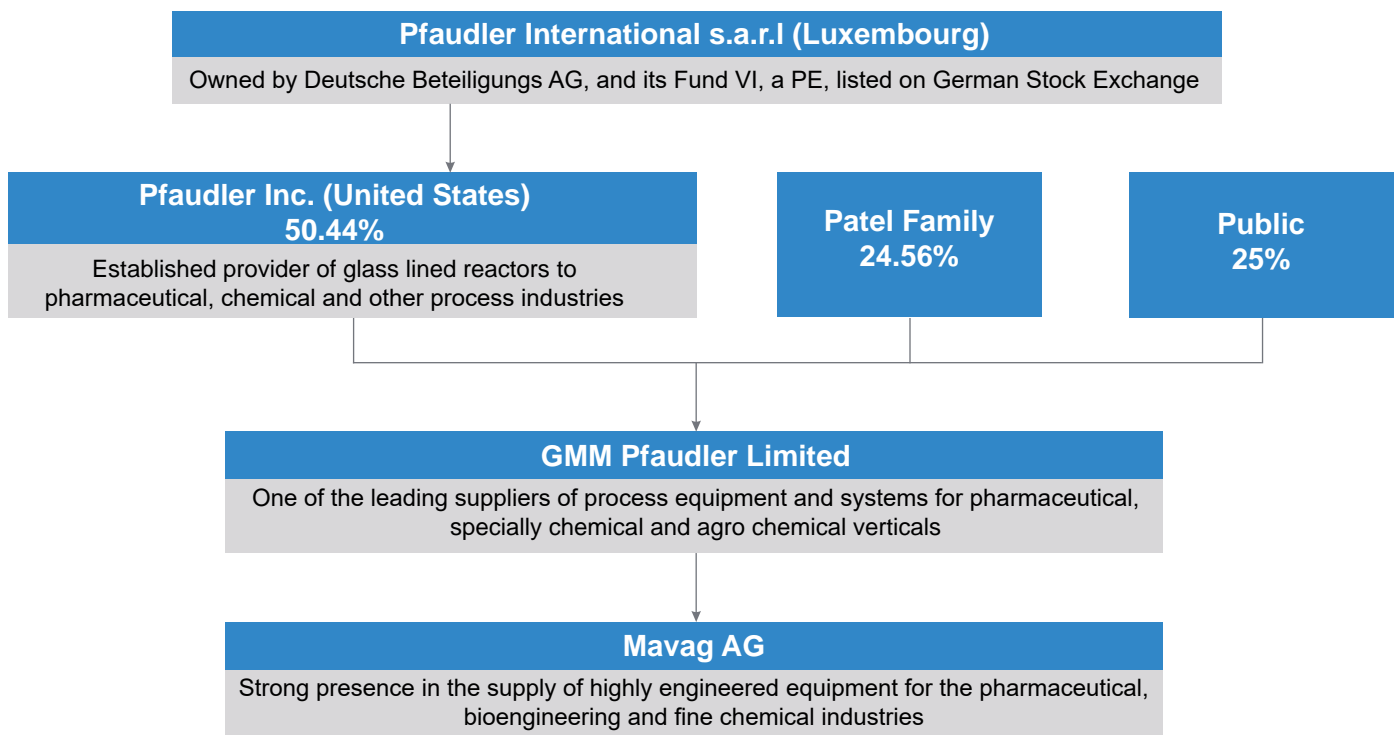 Pfaudler International s.a.r.l (Luxembourg)
Owned by Deutsche Beteiligungs AG, and its Fund VI, a PE, listed on German Stock Exchange
Pfaudler Inc. (United States)
50.44%
Established provider of glass lined reactors to
pharmaceutical, chemical and other process industries
Patel Family
24.56%
Public
25%
GMM Pfaudler Limited
One of the leading suppliers of process equipment and systems for pharmaceutical,
specially chemical and agro chemical verticals
Mavag AG
Strong presence in the supply of highly engineered equipment for the pharmaceutical,
bioengineering and fine chemical industries